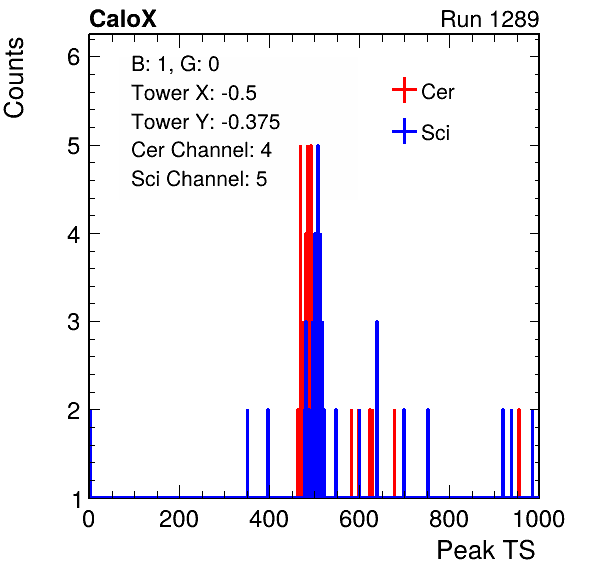 CaloX Run 1289
Counts
6
5
4
3
2
1
B: 1, G: 0
Tower X: -0.5
Tower Y: -0.375
Cer Channel: 4
Sci Channel: 5
Cer
Sci
0 200 400 600 800 1000
Peak TS